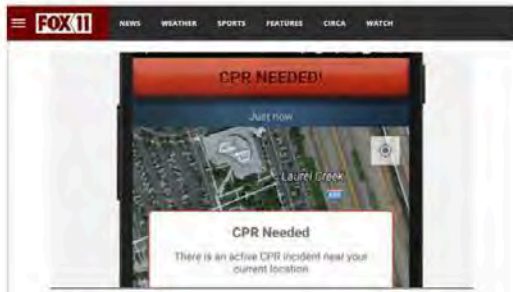 FOX 11 NEWS WEATHER SPORTS FEATURES CIRCA WATCH
CPR NEEDED!
Just now
Laurel Creek
CPR Needed
There is an active CPR incident near your
current location